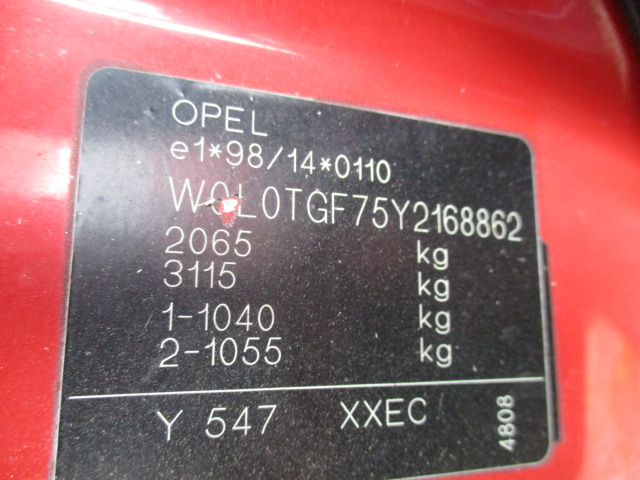 OPEL
e1*98/14*0110
W0L0TGF75Y2168862
2065 kg
3115 kg
1-1040 kg
2-1055 kg
Y 547 XXEC 4808